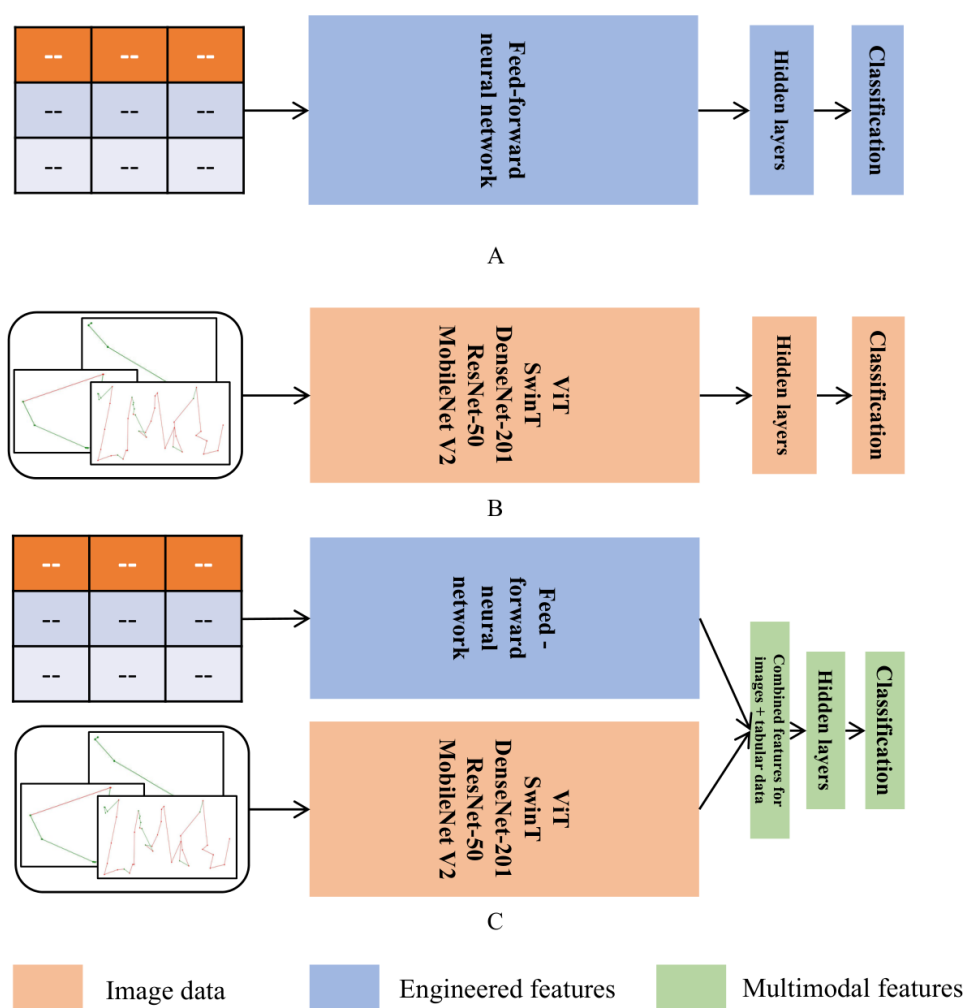 -- -- --
-- -- --
-- -- --
Feed-forward
neural network
Hidden layers
Classification
A
ViT
SwinT
DenseNet-201
ResNet-50
MobileNet V2
Hidden layers
Classification
B
-- -- --
-- -- --
-- -- --
Feed -
forward
neural
network
ViT
SwinT
DenseNet-201
ResNet-50
MobileNet V2
Combined features for
images + tabular data
Hidden layers
Classification
C
Image data
Engineered features
Multimodal features